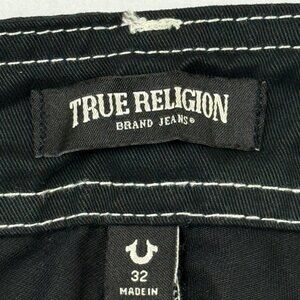 TRUE RELIGION
BRAND JEANS®
32
MADE IN